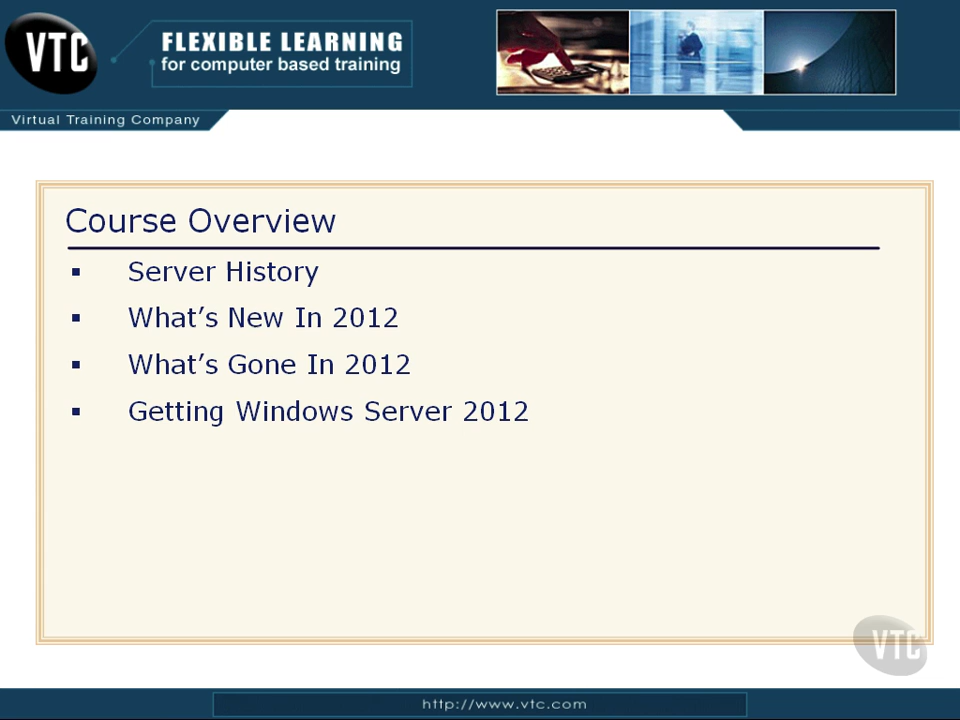 VTC
FLEXIBLE LEARNING
for computer based training
Virtual Training Company
Course Overview
▪ Server History
▪ What's New In 2012
▪ What's Gone In 2012
▪ Getting Windows Server 2012
VTC
http://www.vtc.com